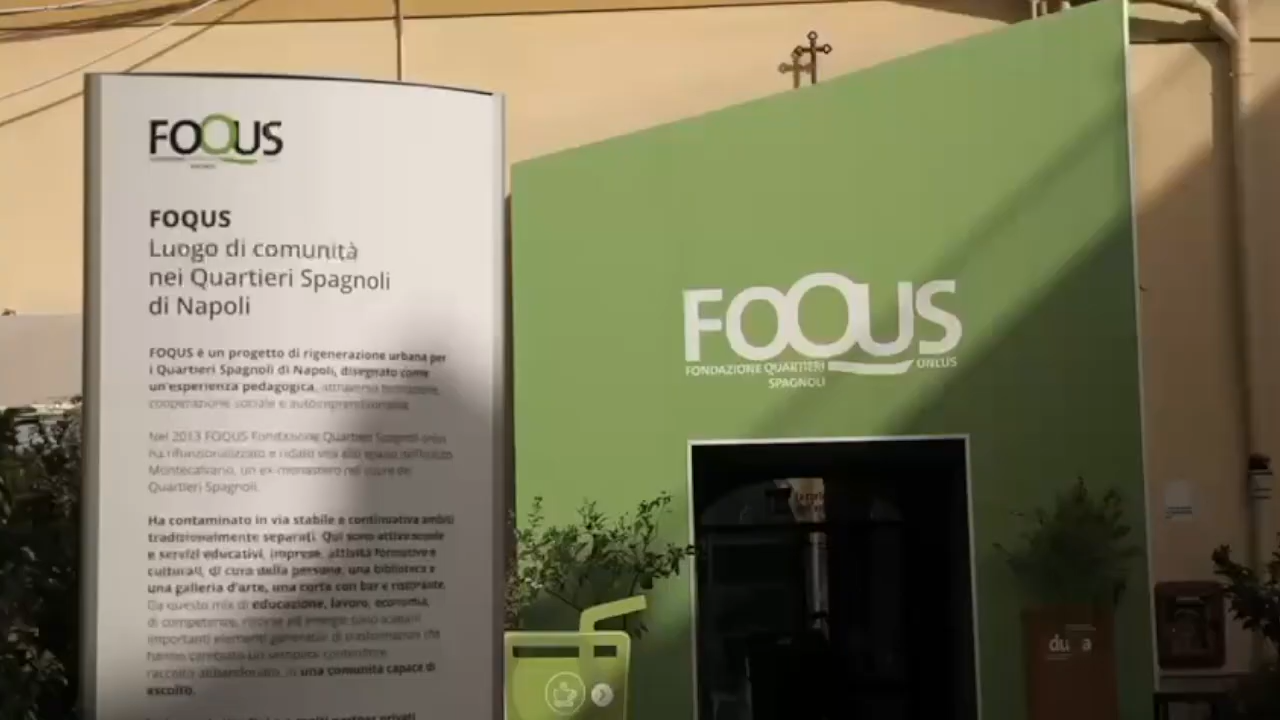 FOQUS
FOQUS
Luogo di comunità
nei Quartieri Spagnoli
di Napoli
FOQUS è un progetto di rigenerazione urbana per
i Quartieri Spagnoli di Napoli, disegnato come
un'esperienza pedagogica, attraverso formazione,
cooperazione sociale e autoimprenditorialità.
Nel 2013 FOQUS Fondazione Quartieri Spagnoli onlus
ha rifunzionalizzato e ridato vita allo spazio dell'Istituto
Montecalvario, un ex-monastero nel cuore dei
Quartieri Spagnoli.
Ha contaminato in via stabile e continuativa ambiti
tradizionalmente separati. Qui sono attive scuole
e servizi educativi, imprese, attività formative e
culturali, di cura della persona, una biblioteca e
una galleria d'arte, una corte con bar e ristorante.
Da questo mix di educazione, lavoro, economia,
di competenze, risorse ed energie sono scaturiti
importanti elementi generativi di trasformazione che
hanno cambiato un
una comunità capace di
ascolto.
partner privati
FOQUS
FONDAZIONE QUARTIERI
SPAGNOLI
ONLUS